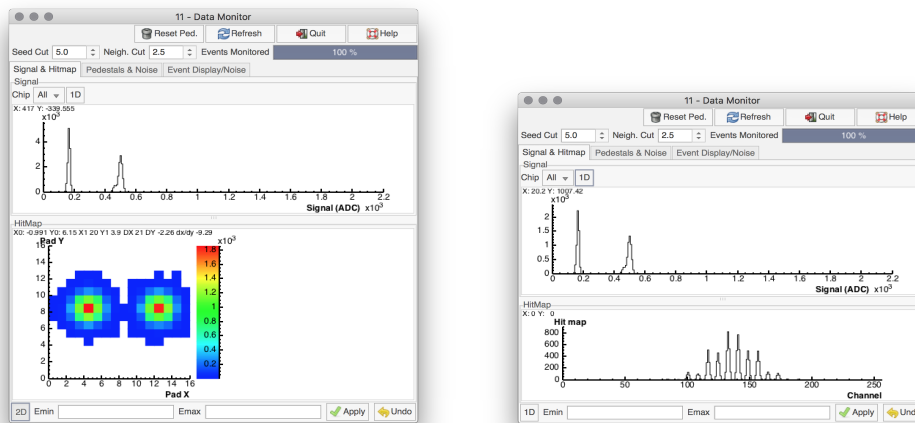 11 - Data Monitor
Reset Ped. Refresh Quit Help
Seed Cut 5.0 Neigh. Cut 2.5 Events Monitored 100 %
Signal & Hitmap Pedestals & Noise Event Display/Noise
Signal
Chip All 1D
X: 417 Y: -339.555
x10³
4
2
0
0 0.2 0.4 0.6 0.8 1 1.2 1.4 1.6 1.8 2 2.2
Signal (ADC) x10³
HitMap
X0: -0.991 Y0: 6.15 X1 20 Y1 3.9 DX 21 DY -2.26 dx/dy -9.29
Pad Y
x10³
16
14
12
10
8
6
4
2
0
1.8
1.6
1.4
1.2
1
0.8
0.6
0.4
0.2
0 2 4 6 8 10 12 14 16
Pad X
2D Emin Emax Apply Undo
11 - Data Monitor
Reset Ped. Refresh Quit Help
Seed Cut 5.0 Neigh. Cut 2.5 Events Monitored 100 %
Signal & Hitmap Pedestals & Noise Event Display/Noise
Signal
Chip All 1D
X: 20.2 Y: 1007.42
x10³
2
1.5
1
0.5
0
0 0.2 0.4 0.6 0.8 1 1.2 1.4 1.6 1.8 2 2.2
Signal (ADC) x10³
HitMap
X: 0 Y: 0
Hit map
800
600
400
200
0
0 50 100 150 200 250
Channel
1D Emin Emax Apply Und